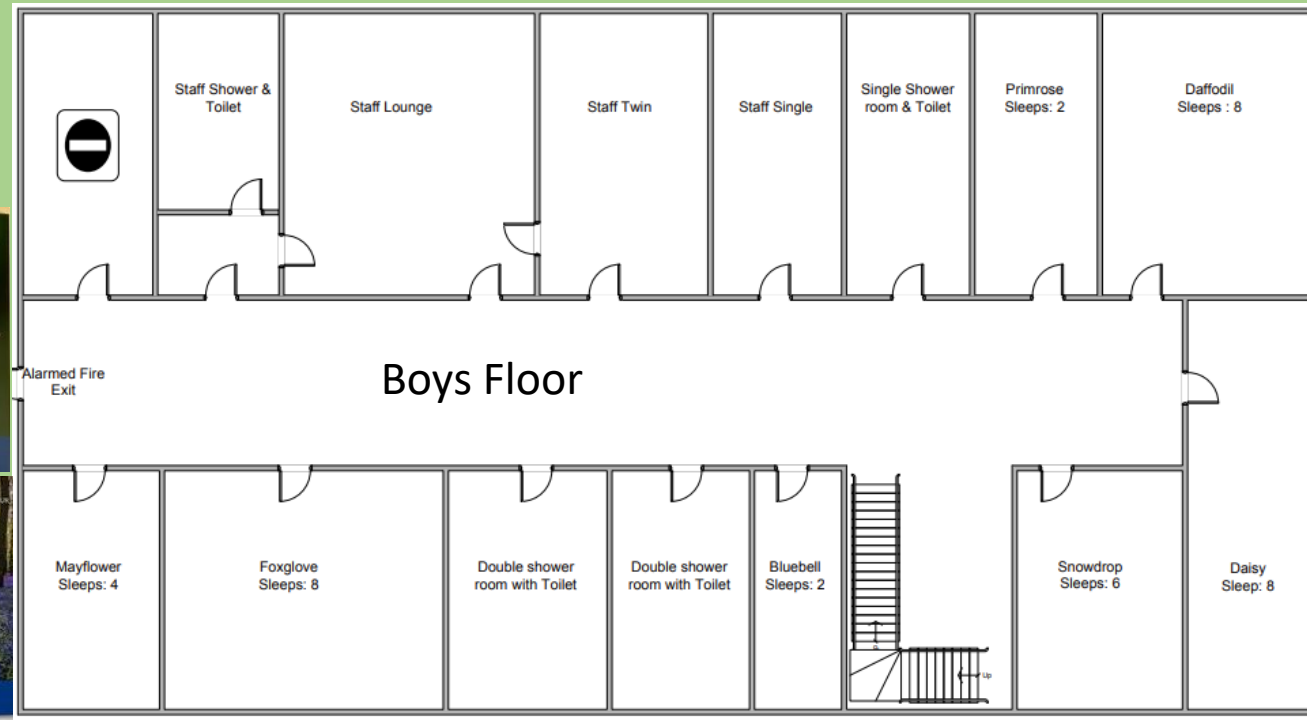 Staff Shower &
Toilet
Staff Lounge
Staff Twin
Staff Single
Single Shower
room & Toilet
Primrose
Sleeps: 2
Daffodil
Sleeps : 8
Alarmed Fire
Exit
Boys Floor
Mayflower
Sleeps: 4
Foxglove
Sleeps: 8
Double shower
room with Toilet
Double shower
room with Toilet
Bluebell
Sleeps: 2
Snowdrop
Sleeps: 6
Daisy
Sleep: 8
Up